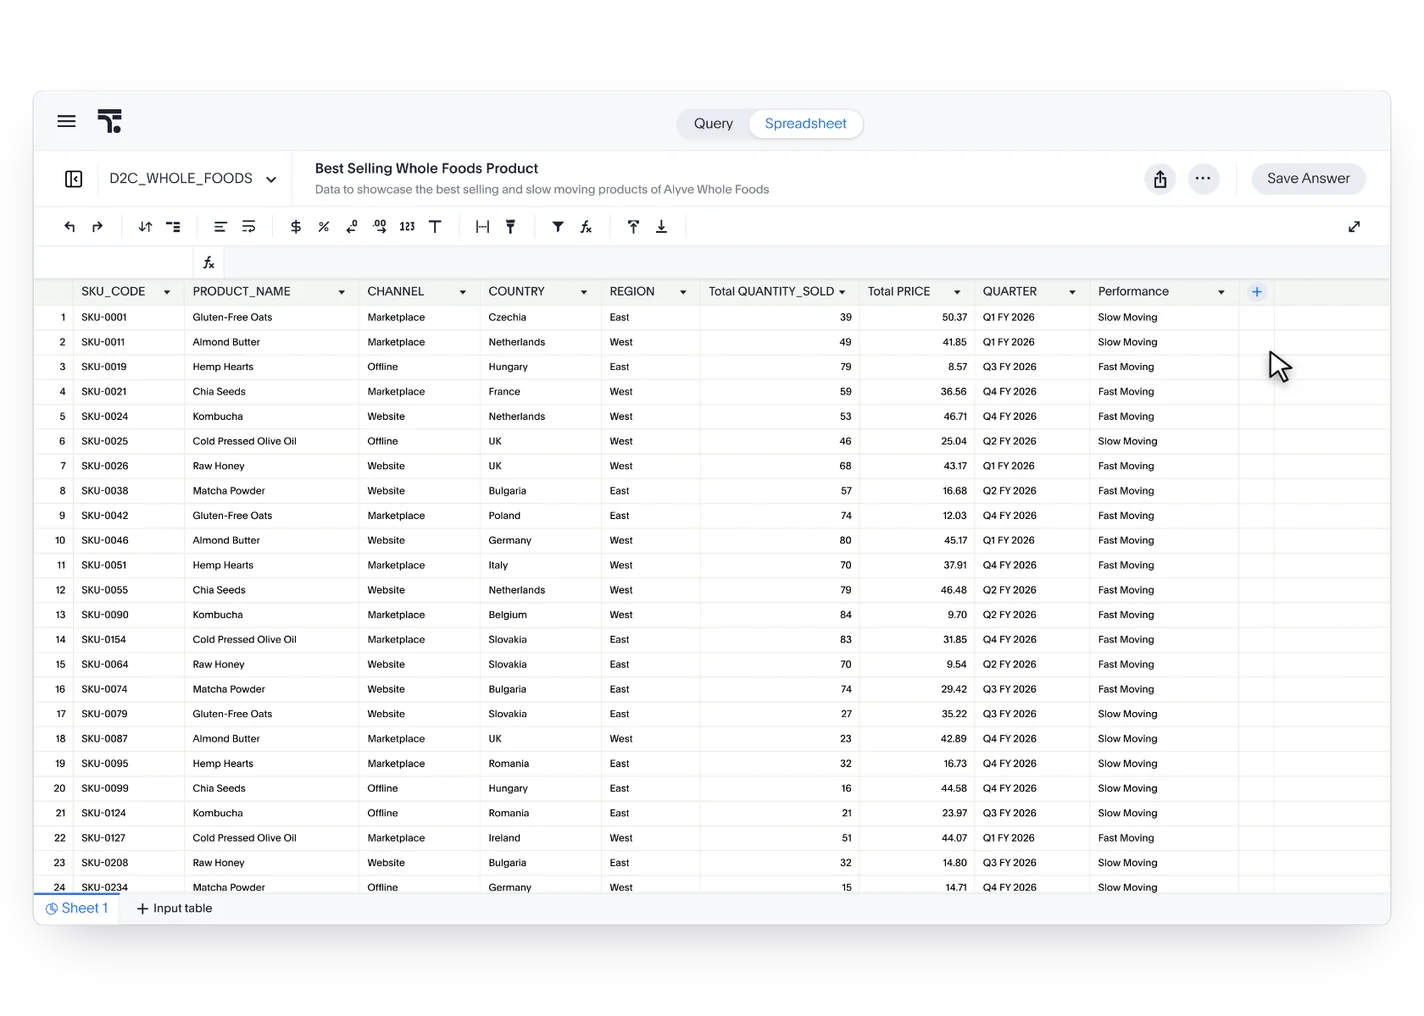 Query Spreadsheet
D2C_WHOLE_FOODS
Best Selling Whole Foods Product
Data to showcase the best selling and slow moving products of Alyve Whole Foods
Save Answer
$ % .0 .00 123 T
fx
SKU_CODE PRODUCT_NAME CHANNEL COUNTRY REGION Total QUANTITY_SOLD Total PRICE QUARTER Performance +
1 SKU-0001 Gluten-Free Oats Marketplace Czechia East 39 50.37 Q1 FY 2026 Slow Moving
2 SKU-0011 Almond Butter Marketplace Netherlands West 49 41.85 Q1 FY 2026 Slow Moving
3 SKU-0019 Hemp Hearts Offline Hungary East 79 8.57 Q3 FY 2026 Fast Moving
4 SKU-0021 Chia Seeds Marketplace France West 59 36.56 Q4 FY 2026 Fast Moving
5 SKU-0024 Kombucha Website Netherlands West 53 46.71 Q4 FY 2026 Fast Moving
6 SKU-0025 Cold Pressed Olive Oil Offline UK West 46 25.04 Q2 FY 2026 Slow Moving
7 SKU-0026 Raw Honey Website UK West 68 43.17 Q1 FY 2026 Fast Moving
8 SKU-0038 Matcha Powder Website Bulgaria East 57 16.68 Q2 FY 2026 Fast Moving
9 SKU-0042 Gluten-Free Oats Marketplace Poland East 74 12.03 Q4 FY 2026 Fast Moving
10 SKU-0046 Almond Butter Website Germany West 80 45.17 Q1 FY 2026 Fast Moving
11 SKU-0051 Hemp Hearts Marketplace Italy West 70 37.91 Q4 FY 2026 Fast Moving
12 SKU-0055 Chia Seeds Website Netherlands West 79 46.48 Q2 FY 2026 Fast Moving
13 SKU-0090 Kombucha Marketplace Belgium West 84 9.70 Q2 FY 2026 Fast Moving
14 SKU-0154 Cold Pressed Olive Oil Marketplace Slovakia East 83 31.85 Q4 FY 2026 Fast Moving
15 SKU-0064 Raw Honey Website Slovakia East 70 9.54 Q2 FY 2026 Fast Moving
16 SKU-0074 Matcha Powder Website Bulgaria East 74 29.42 Q3 FY 2026 Fast Moving
17 SKU-0079 Gluten-Free Oats Website Slovakia East 27 35.22 Q3 FY 2026 Slow Moving
18 SKU-0087 Almond Butter Marketplace UK West 23 42.89 Q4 FY 2026 Slow Moving
19 SKU-0095 Hemp Hearts Marketplace Romania East 32 16.73 Q4 FY 2026 Slow Moving
20 SKU-0099 Chia Seeds Offline Hungary East 16 44.58 Q4 FY 2026 Slow Moving
21 SKU-0124 Kombucha Offline Romania East 21 23.97 Q3 FY 2026 Slow Moving
22 SKU-0127 Cold Pressed Olive Oil Marketplace Ireland West 51 44.07 Q1 FY 2026 Fast Moving
23 SKU-0208 Raw Honey Website Bulgaria East 32 14.80 Q3 FY 2026 Slow Moving
24 SKU-0234 Matcha Powder Offline Germany West 15 14.71 Q4 FY 2026 Slow Moving
Sheet 1 + Input table